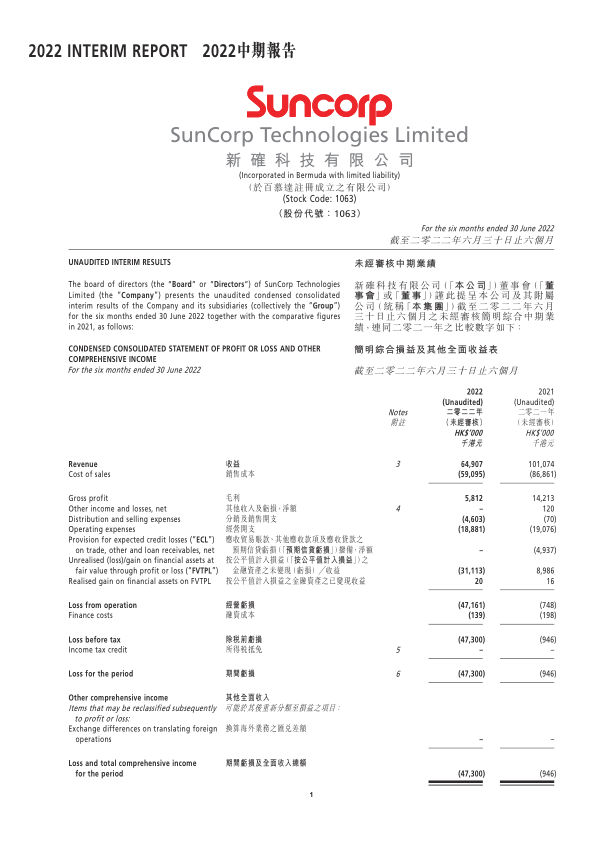 2022 INTERIM REPORT 2022中期報告
Suncorp
SunCorp Technologies Limited
新確科技有限公司
(Incorporated in Bermuda with limited liability)
(於百慕達註冊成立之有限公司)
(Stock Code: 1063)
(股份代號：1063)
For the six months ended 30 June 2022
截至二零二二年六月三十日止六個月
UNAUDITED INTERIM RESULTS
The board of directors (the "Board" or "Directors") of SunCorp Technologies
Limited (the "Company") presents the unaudited condensed consolidated
interim results of the Company and its subsidiaries (collectively the "Group")
for the six months ended 30 June 2022 together with the comparative figures
in 2021, as follows:
CONDENSED CONSOLIDATED STATEMENT OF PROFIT OR LOSS AND OTHER
COMPREHENSIVE INCOME
For the six months ended 30 June 2022
未經審核中期業績
新確科技有限公司(「本公司」)董事會(「董
事會」或「董事」)謹此提呈本公司及其附屬
公司(統稱「本集團」)截至二零二二年六月
三十日止六個月之未經審核簡明綜合中期業
績，連同二零二一年之比較數字如下：
簡明綜合損益及其他全面收益表
截至二零二二年六月三十日止六個月
2022 2021
(Unaudited) (Unaudited)
Notes 二零二二年 二零二一年
附註 (未經審核) (未經審核)
HK$'000 HK$'000
千港元 千港元
Revenue 收益 3 64,907 101,074
Cost of sales 銷售成本 (59,095) (86,861)
Gross profit 毛利 5,812 14,213
Other income and losses, net 其他收入及虧損，淨額 4 – 120
Distribution and selling expenses 分銷及銷售開支 (4,603) (70)
Operating expenses 經營開支 (18,881) (19,076)
Provision for expected credit losses ("ECL") 應收貿易賬款、其他應收款項及應收貸款之
on trade, other and loan receivables, net 預期信貸虧損(「預期信貸虧損」)撥備，淨額 – (4,937)
Unrealised (loss)/gain on financial assets at 按公平值計入損益(「按公平值計入損益」)之
fair value through profit or loss ("FVTPL") 金融資產之未變現(虧損)／收益 (31,113) 8,986
Realised gain on financial assets on FVTPL 按公平值計入損益之金融資產之已變現收益 20 16
Loss from operation 經營虧損 (47,161) (748)
Finance costs 融資成本 (139) (198)
Loss before tax 除稅前虧損 (47,300) (946)
Income tax credit 所得稅抵免 5 – –
Loss for the period 期間虧損 6 (47,300) (946)
Other comprehensive income 其他全面收入
Items that may be reclassified subsequently 可能於其後重新分類至損益之項目：
to profit or loss:
Exchange differences on translating foreign 換算海外業務之匯兌差額
operations – –
Loss and total comprehensive income 期間虧損及全面收入總額
for the period (47,300) (946)
1